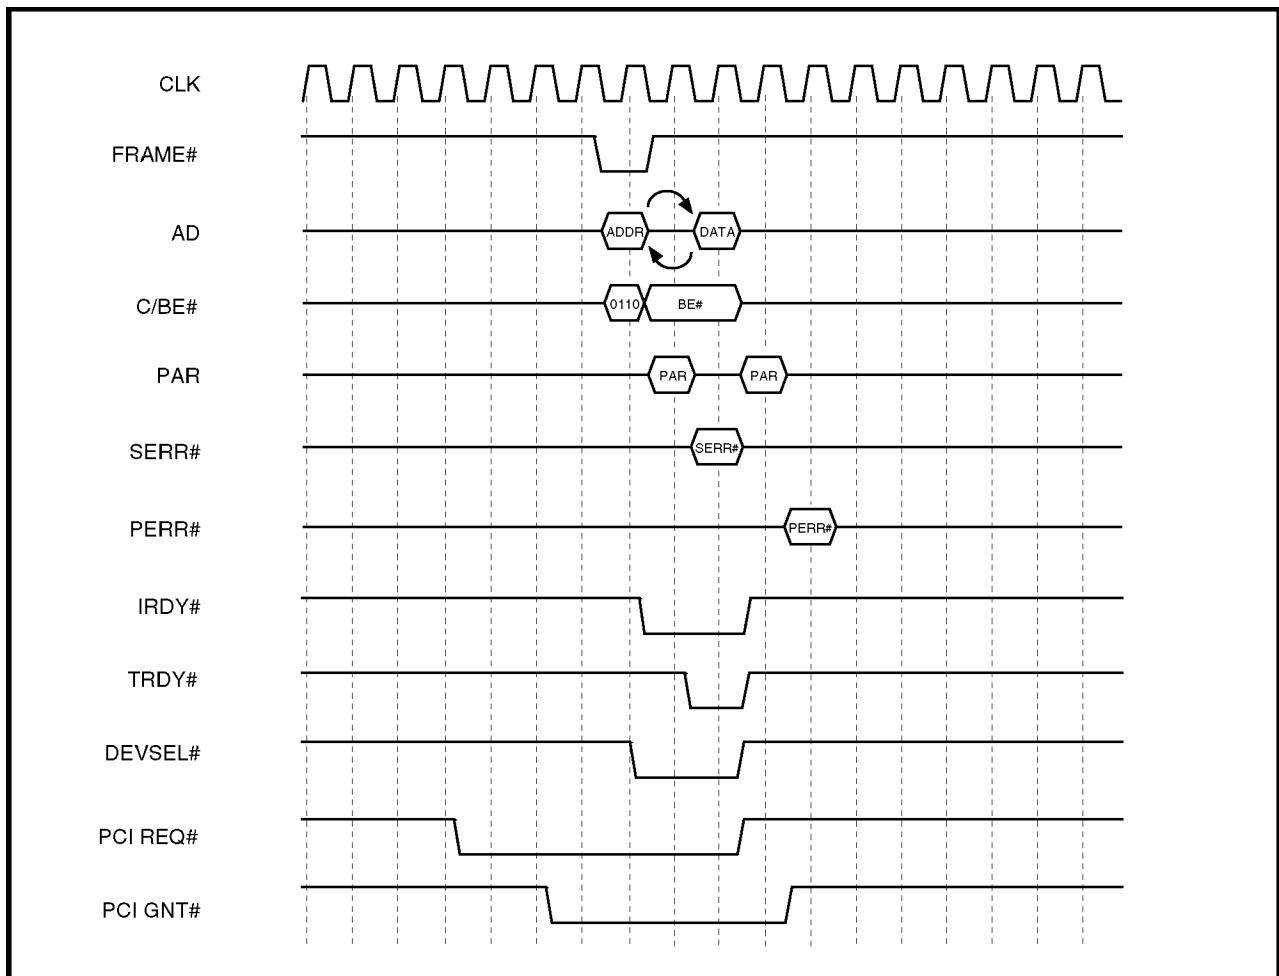 CLK
FRAME#
AD
ADDR
DATA
C/BE#
0110
BE#
PAR
PAR
PAR
SERR#
SERR#
PERR#
PERR#
IRDY#
TRDY#
DEVSEL#
PCI REQ#
PCI GNT#